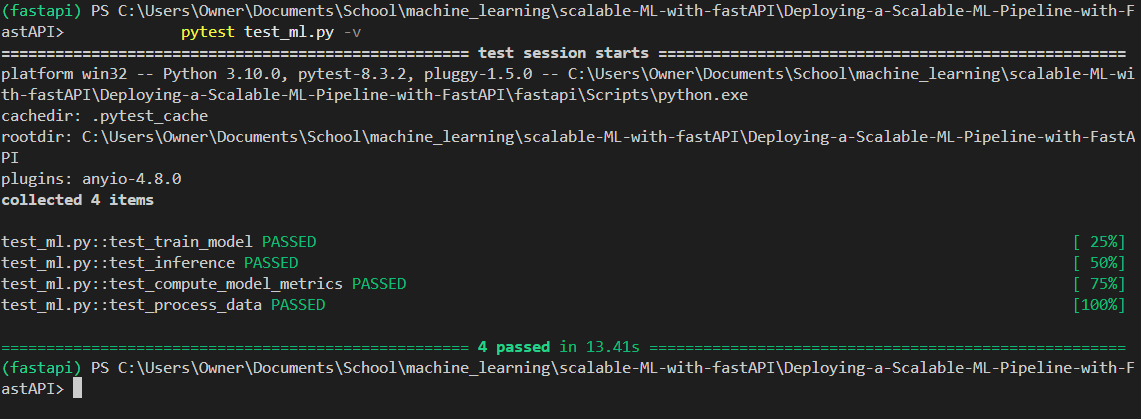 (fastapi) PS C:\Users\Owner\Documents\School\machine_learning\scalable-ML-with-fastAPI\Deploying-a-Scalable-ML-Pipeline-with-F
astAPI>             pytest test_ml.py -v
================================================== test session starts ==================================================
platform win32 -- Python 3.10.0, pytest-8.3.2, pluggy-1.5.0 -- C:\Users\Owner\Documents\School\machine_learning\scalable-ML-wi
th-fastAPI\Deploying-a-Scalable-ML-Pipeline-with-FastAPI\fastapi\Scripts\python.exe
cachedir: .pytest_cache
rootdir: C:\Users\Owner\Documents\School\machine_learning\scalable-ML-with-fastAPI\Deploying-a-Scalable-ML-Pipeline-with-FastA
PI
plugins: anyio-4.8.0
collected 4 items

test_ml.py::test_train_model PASSED [ 25%]
test_ml.py::test_inference PASSED [ 50%]
test_ml.py::test_compute_model_metrics PASSED [ 75%]
test_ml.py::test_process_data PASSED [100%]

================================================== 4 passed in 13.41s ===================================================
(fastapi) PS C:\Users\Owner\Documents\School\machine_learning\scalable-ML-with-fastAPI\Deploying-a-Scalable-ML-Pipeline-with-F
astAPI>